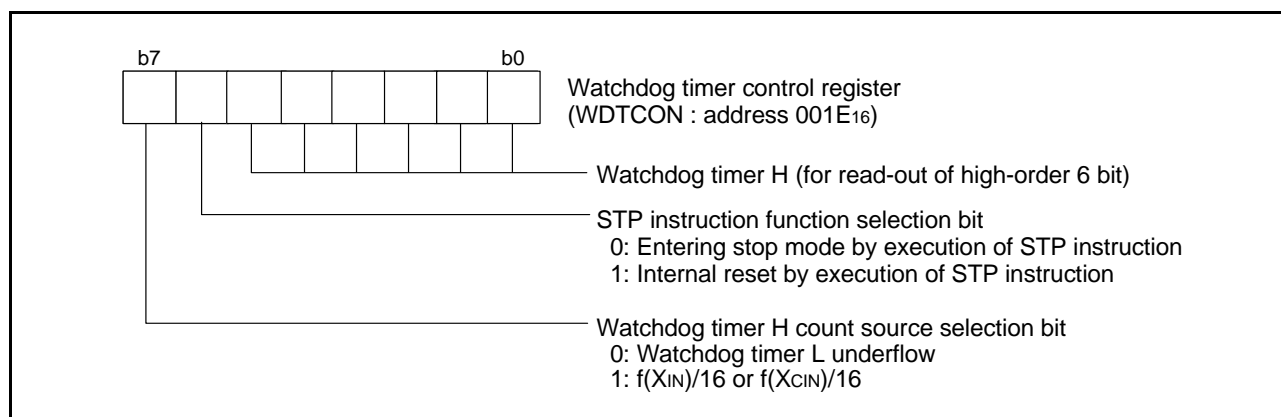 b7 b0
Watchdog timer control register
(WDTCON : address 001E16)
Watchdog timer H (for read-out of high-order 6 bit)
STP instruction function selection bit
0: Entering stop mode by execution of STP instruction
1: Internal reset by execution of STP instruction
Watchdog timer H count source selection bit
0: Watchdog timer L underflow
1: f(XIN)/16 or f(XCIN)/16